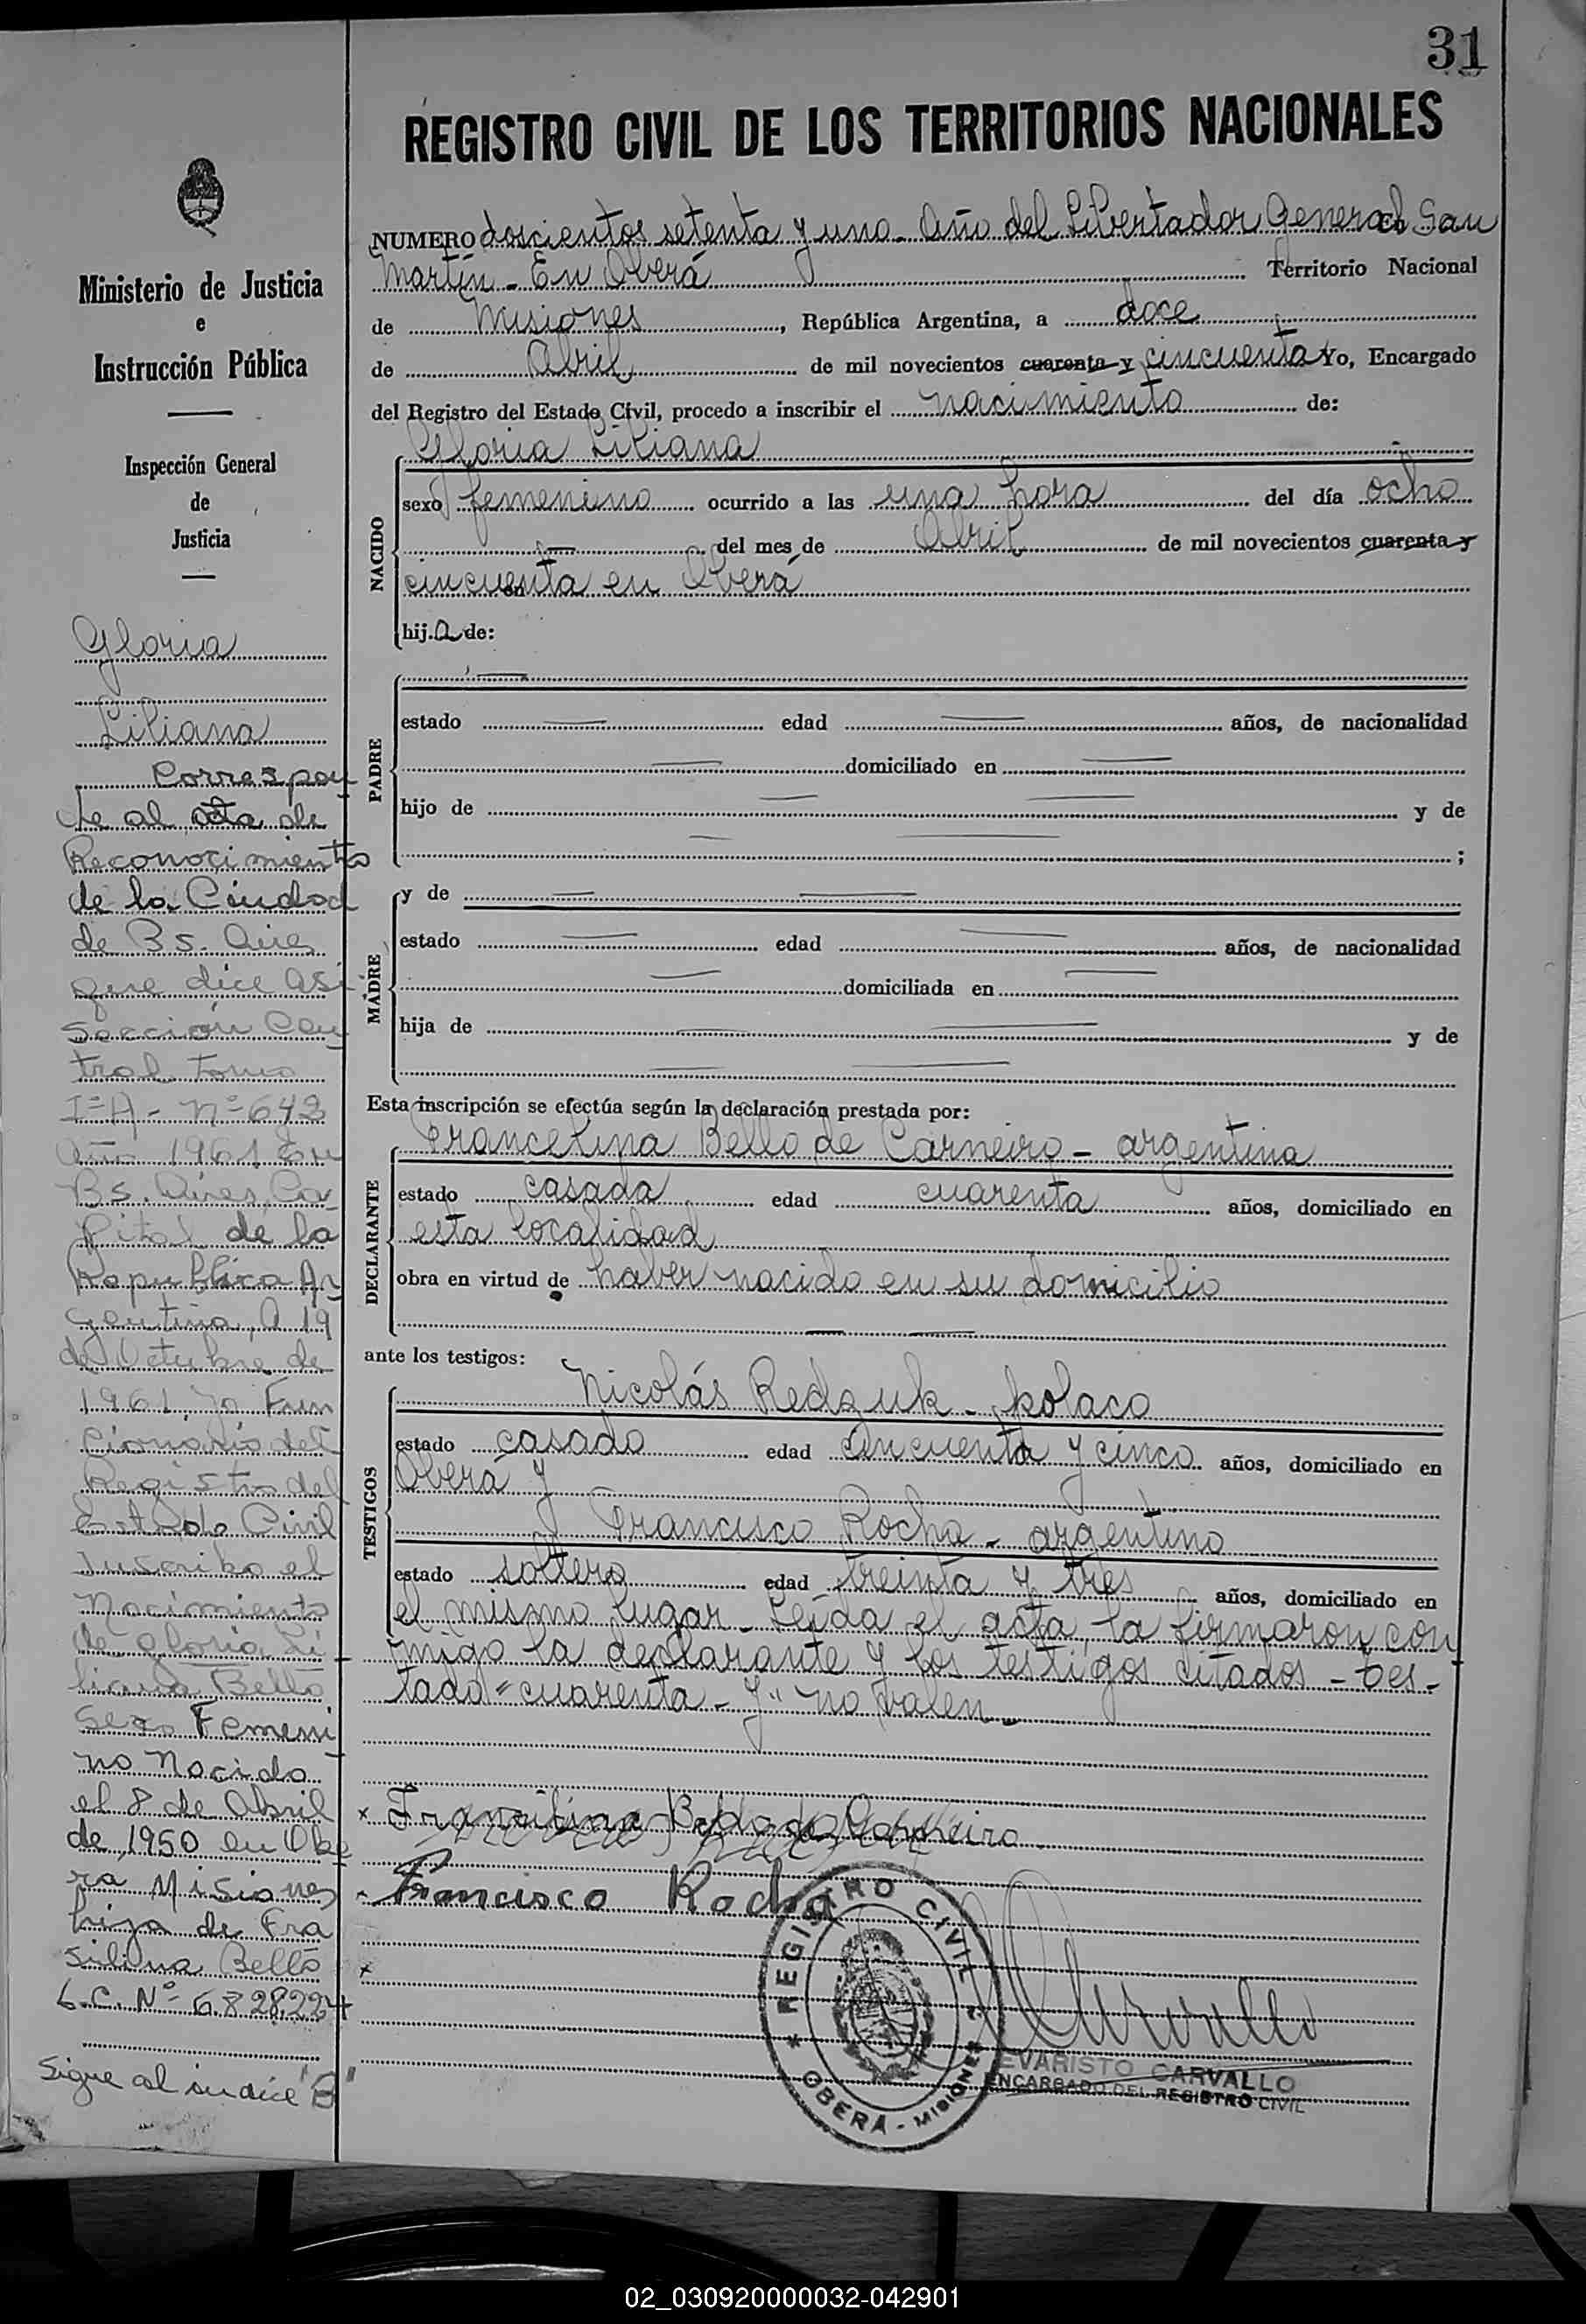 31
REGISTRO CIVIL DE LOS TERRITORIOS NACIONALES
NUMERO doscientos setenta y uno - Año del Libertador General San
Martín - En Oberá Territorio Nacional
de Misiones, República Argentina, a doce
de Abril de mil novecientos cuarenta y cincuenta Yo, Encargado
del Registro del Estado Civil, procedo a inscribir el nacimiento de:
Gloria Liliana
NACIDO
sexo femenino ocurrido a las una hora del día ocho
del mes de Abril de mil novecientos cuarenta y
cincuenta en Oberá
hija de:
PADRE
estado edad años, de nacionalidad
domiciliado en
hijo de y de
;
MADRE
y de
estado edad años, de nacionalidad
domiciliada en
hija de y de
Esta inscripción se efectúa según la declaración prestada por:
DECLARANTE
Francelina Bello de Carneiro - argentina
estado casada edad cuarenta años, domiciliado en
esta localidad
obra en virtud de haber nacido en su domicilio
ante los testigos:
TESTIGOS
Nicolás Redzuk - polaco
estado casado edad cincuenta y cinco años, domiciliado en
Oberá y
Francisco Rocha - argentino
estado soltero edad treinta y tres años, domiciliado en
el mismo lugar - Leída el acta, la firmaron con
migo la declarante y los testigos citados - Tes-
tado "cuarenta - y" no valen -
x
Francisco Rocha
x
REGISTRO CIVIL
OBERÁ - MISIONES
EVARISTO CARVALLO
ENCARGADO DEL REGISTRO CIVIL
Ministerio de Justicia
e
Instrucción Pública
Inspección General
de
Justicia
Gloria
Liliana
Correspon
de al acta de
Reconocimiento
de la Ciudad
de Bs. Aires
que dice así
Sección Cen
tral Tomo
Iº A - Nº 642
Año 1961 En
Bs. Aires, Ca-
pital de la
Republica Ar
gentina, a 19
de Octubre de
1961, yo Fun
cionario del
Registro del
Estado Civil
Inscribo el
Nacimiento
de Gloria Li
liana Bello
Sexo Femeni
no Nacida
el 8 de Abril
de 1950 en Obe
ra Misiones
hija de Fra
silina Bello
L.C. Nº 6828224
Sigue al indice "B"
02_030920000032-042901